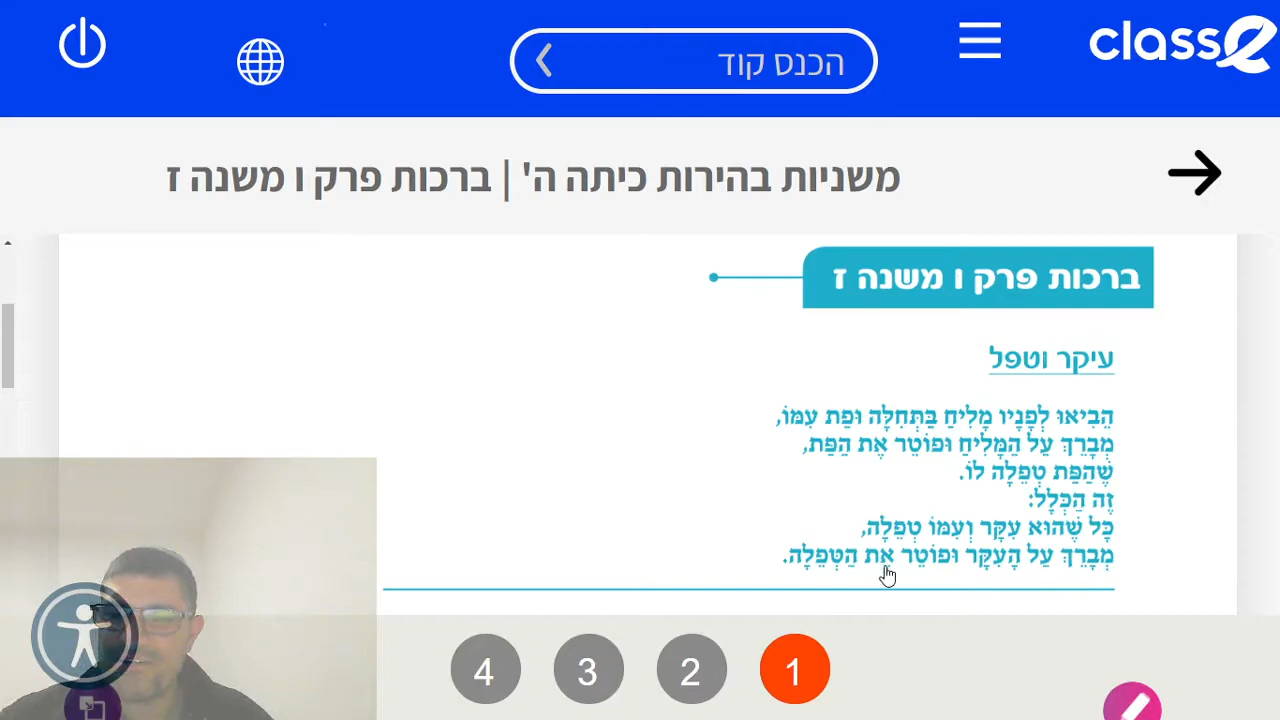 classe
הכנס קוד
משניות בהירות כיתה ה' | ברכות פרק ו משנה ז
ברכות פרק ו משנה ז
עיקר וטפל
הֵבִיאוּ לְפָנָיו מָלִיחַ בַּתְּחִלָּה וּפַת עִמּוֹ,
מְבָרֵךְ עַל הַמָּלִיחַ וּפוֹטֵר אֶת הַפַּת,
שֶׁהַפַּת טְפֵלָה לוֹ.
זֶה הַכְּלָל:
כָּל שֶׁהוּא עִקָּר וְעִמּוֹ טְפֵלָה,
מְבָרֵךְ עַל הָעִקָּר וּפוֹטֵר אֶת הַטְּפֵלָה.
1
2
3
4